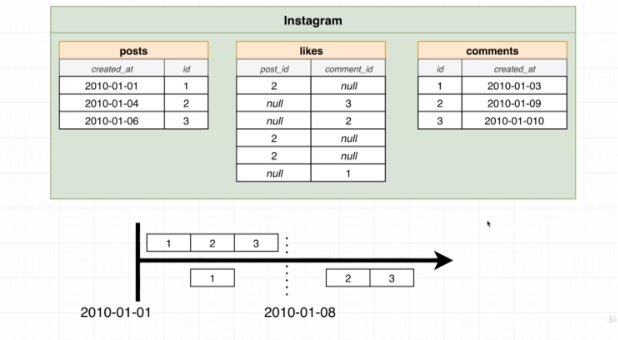 Instagram
posts
created_at id
2010-01-01 1
2010-01-04 2
2010-01-06 3
likes
post_id comment_id
2 null
null 3
null 2
2 null
2 null
null 1
comments
id created_at
1 2010-01-03
2 2010-01-09
3 2010-01-010
1 2 3
1 2 3
2010-01-01 2010-01-08